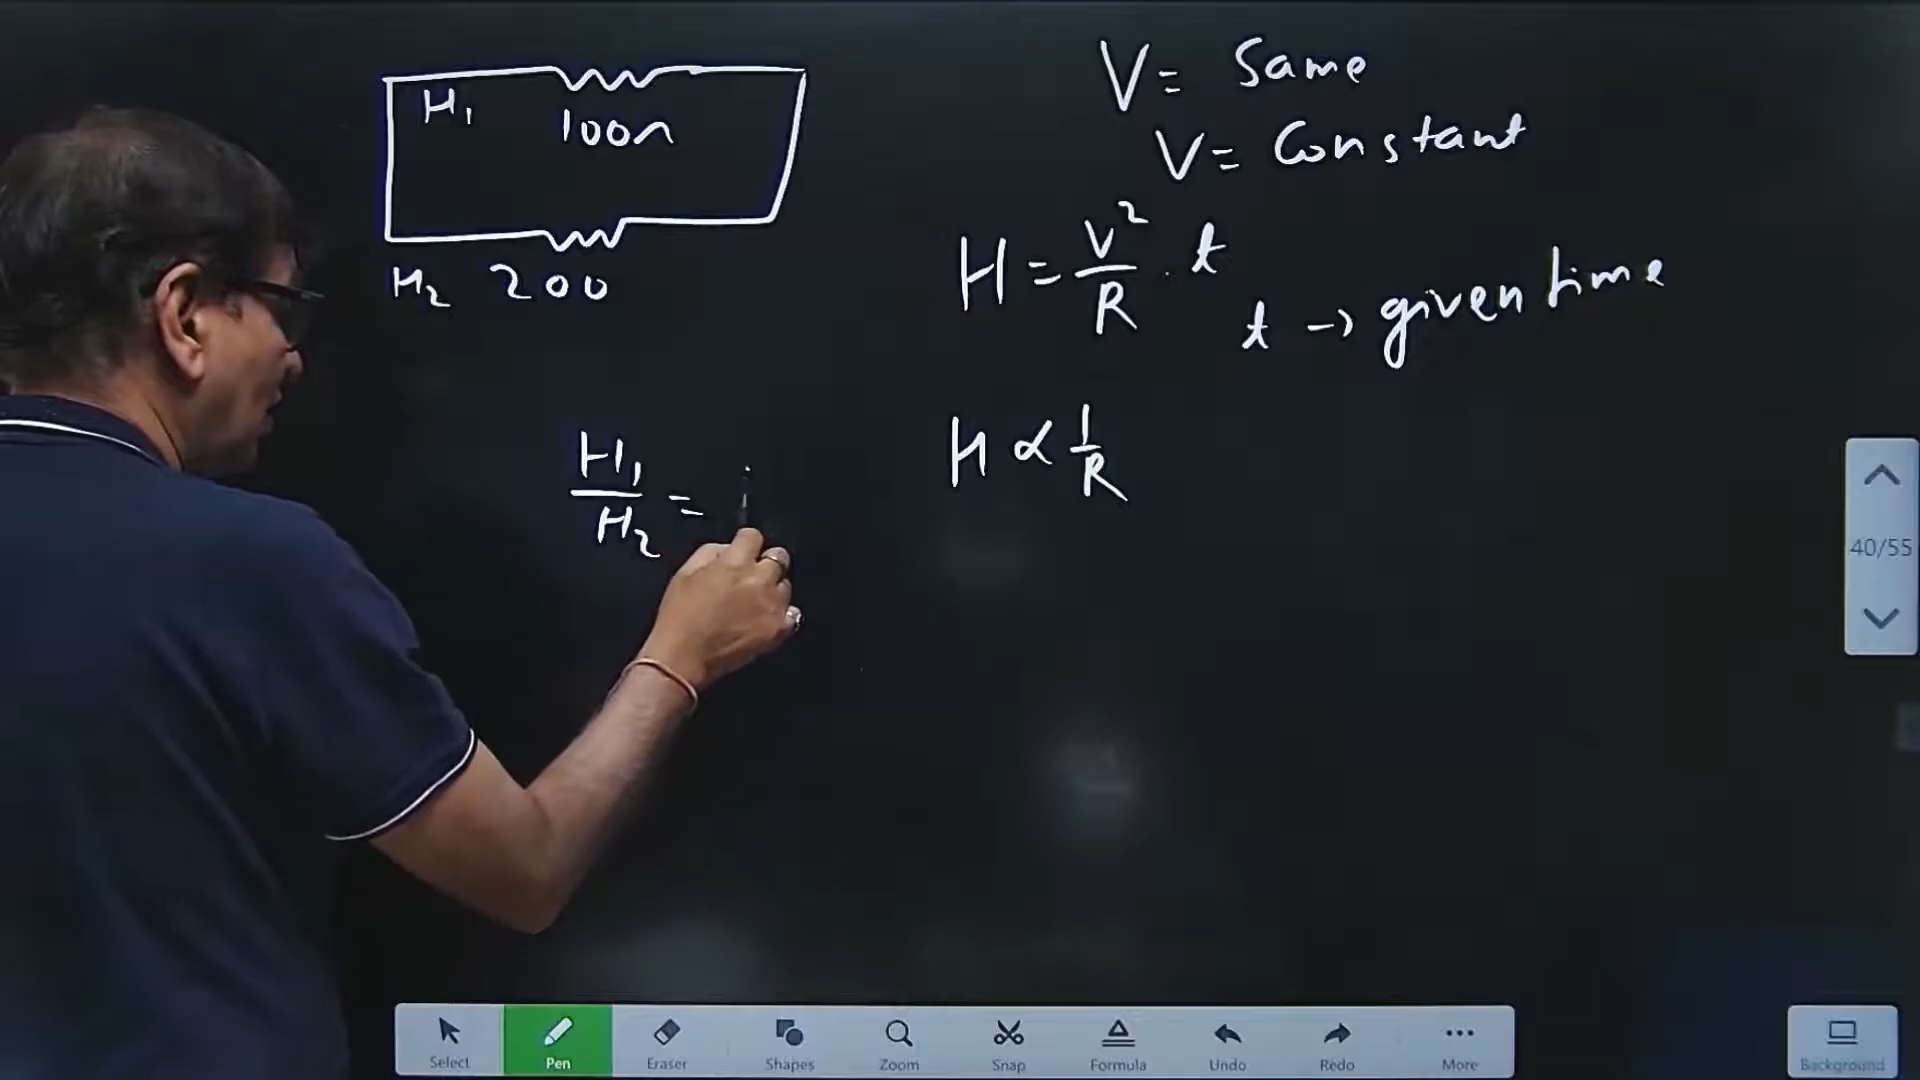 H₁ 100Ω
H₂ 200
V = Same
V = Constant
H = V²/R . t
t → given time
H₁/H₂ =
H ∝ 1/R
40/55
Select Pen Eraser Shapes Zoom Snap Formula Undo Redo More
Background